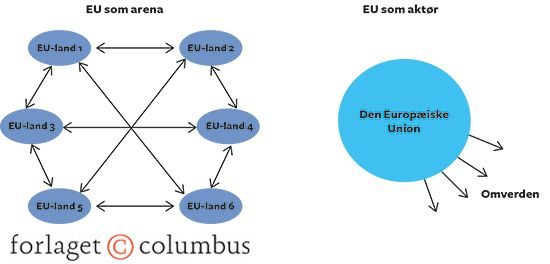 EU som arena
EU som aktør
EU-land 1
EU-land 2
EU-land 3
EU-land 4
EU-land 5
EU-land 6
Den Europæiske
Union
Omverden
forlaget © columbus